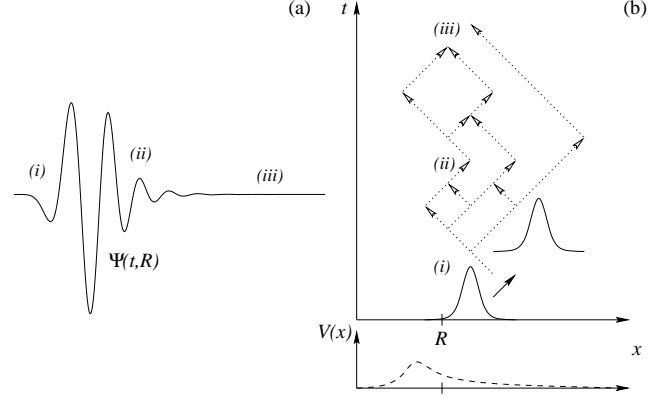 (a)
(i)
(ii)
(iii)
Ψ(t,R)
t
(b)
(iii)
(ii)
(i)
R
x
V(x)